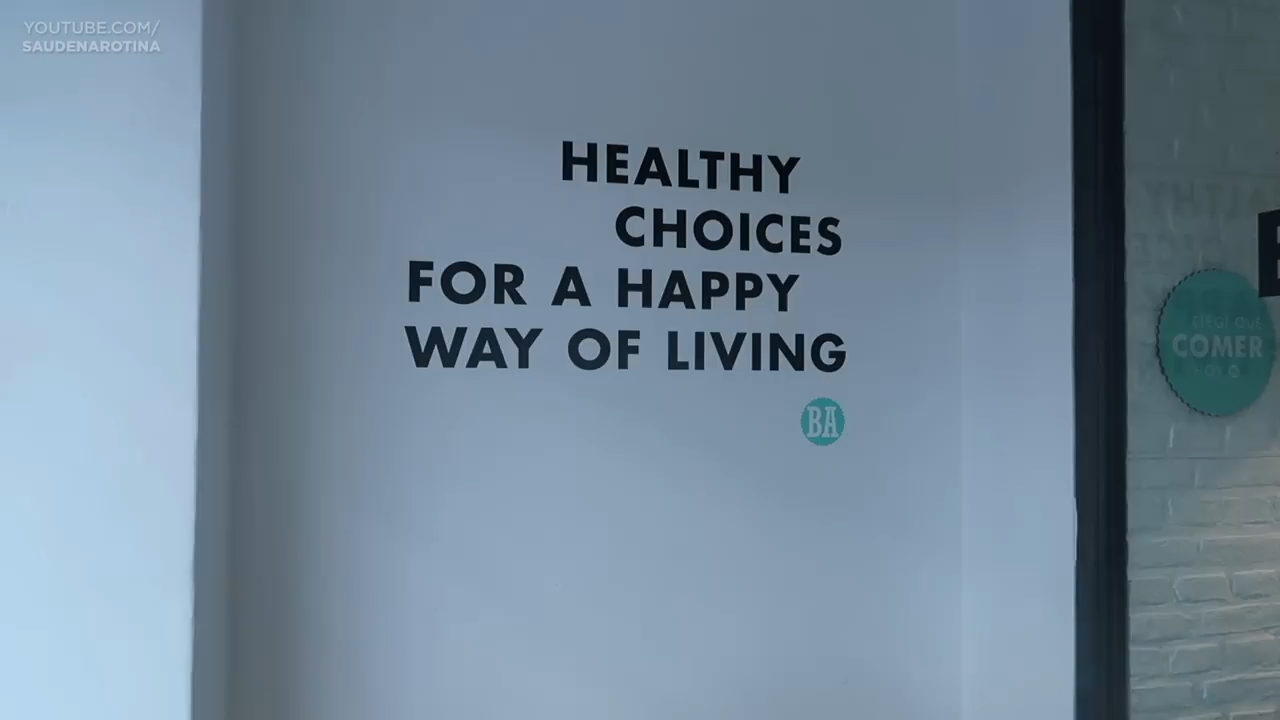 YOUTUBE.COM/
SAUDENAROTINA
HEALTHY
CHOICES
FOR A HAPPY
WAY OF LIVING
BA
COMER